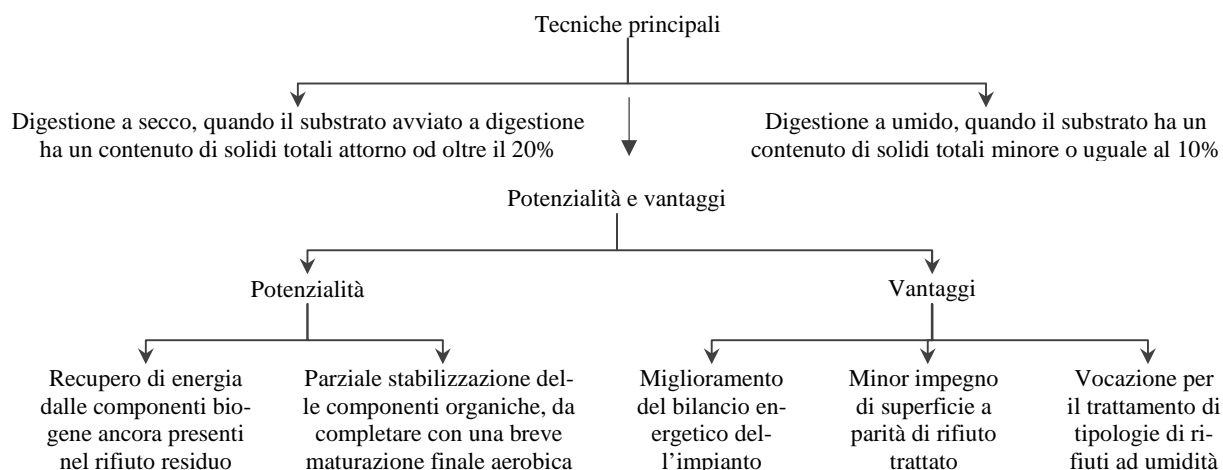 Tecniche principali
Digestione a secco, quando il substrato avviato a digestione
ha un contenuto di solidi totali attorno od oltre il 20%
Digestione a umido, quando il substrato ha un
contenuto di solidi totali minore o uguale al 10%
Potenzialità e vantaggi
Potenzialità
Vantaggi
Recupero di energia
dalle componenti bio-
gene ancora presenti
nel rifiuto residuo
Parziale stabilizzazione del-
le componenti organiche, da
completare con una breve
maturazione finale aerobica
Miglioramento
del bilancio en-
ergetico del-
l'impianto
Minor impegno
di superficie a
parità di rifiuto
trattato
Vocazione per
il trattamento di
tipologie di ri-
fiuti ad umidità